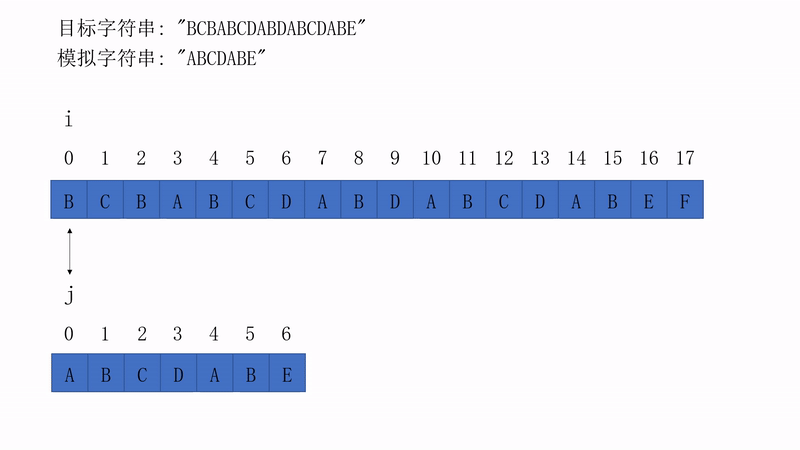 目标字符串: "BCBABCDABDABCDABE"
模拟字符串: "ABCDABE"
i
0 1 2 3 4 5 6 7 8 9 10 11 12 13 14 15 16 17
B C B A B C D A B D A B C D A B E F
j
0 1 2 3 4 5 6
A B C D A B E